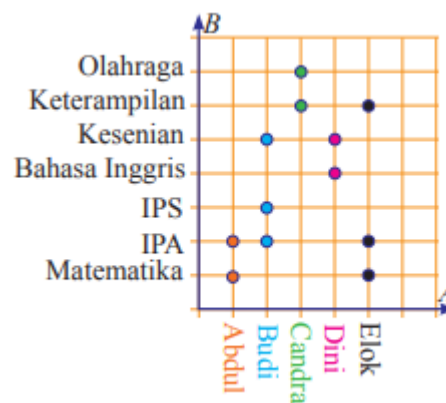 B
Olahraga
Keterampilan
Kesenian
Bahasa Inggris
IPS
IPA
Matematika
A
Abdul
Budi
Candra
Dini
Elok